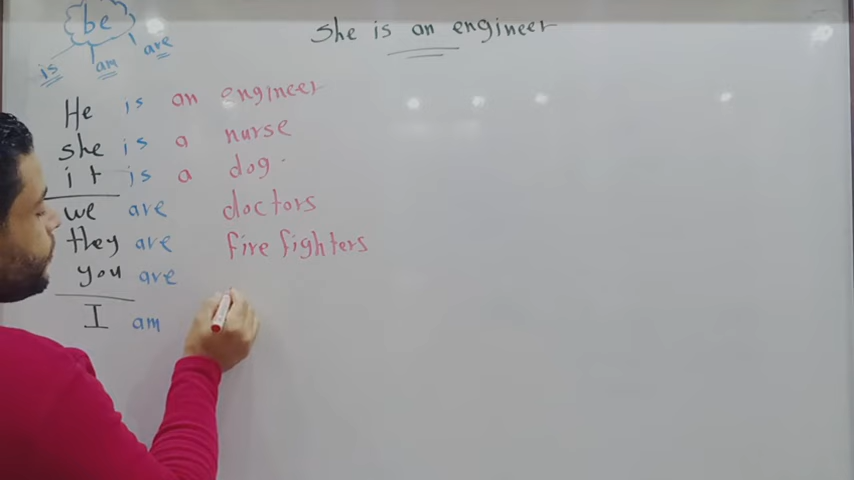 be
is am are
She is an engineer
He is an engineer
she is a nurse
it is a dog
we are doctors
they are fire fighters
you are
I am